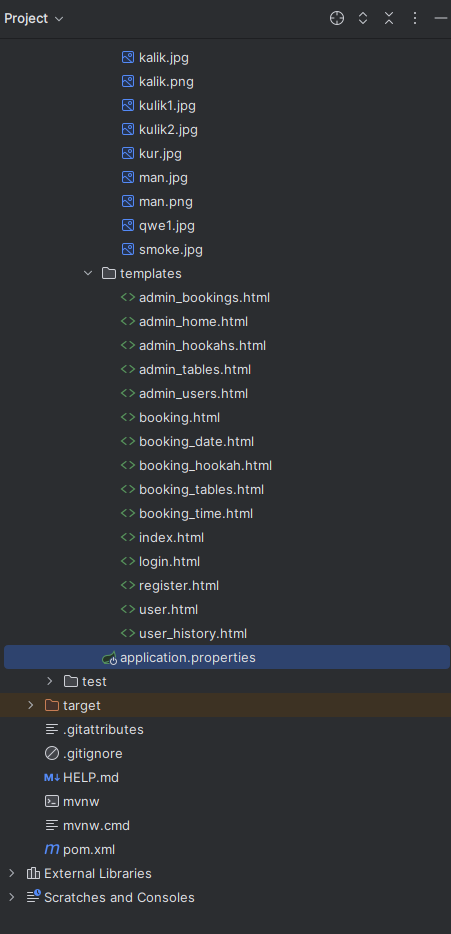 Project
kalik.jpg
kalik.png
kulik1.jpg
kulik2.jpg
kur.jpg
man.jpg
man.png
qwe1.jpg
smoke.jpg
templates
<> admin_bookings.html
<> admin_home.html
<> admin_hookahs.html
<> admin_tables.html
<> admin_users.html
<> booking.html
<> booking_date.html
<> booking_hookah.html
<> booking_tables.html
<> booking_time.html
<> index.html
<> login.html
<> register.html
<> user.html
<> user_history.html
application.properties
test
target
.gitattributes
.gitignore
M↓ HELP.md
mvnw
mvnw.cmd
m pom.xml
External Libraries
Scratches and Consoles